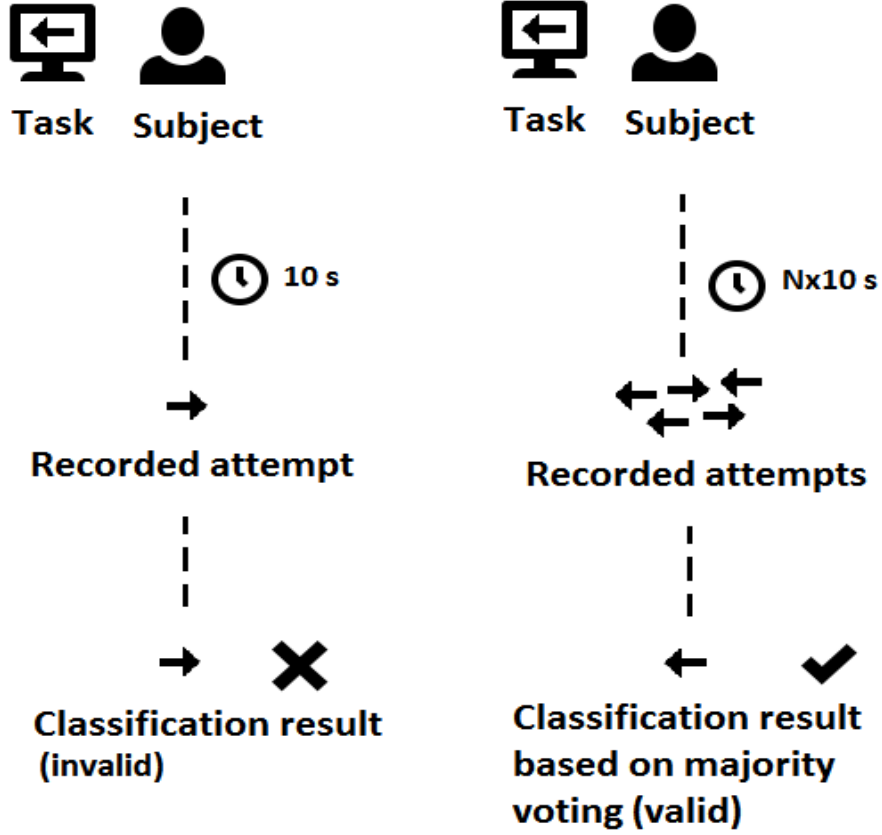 Task Subject
10 s
Recorded attempt
Classification result
(invalid)
Task Subject
Nx10 s
Recorded attempts
Classification result
based on majority
voting (valid)